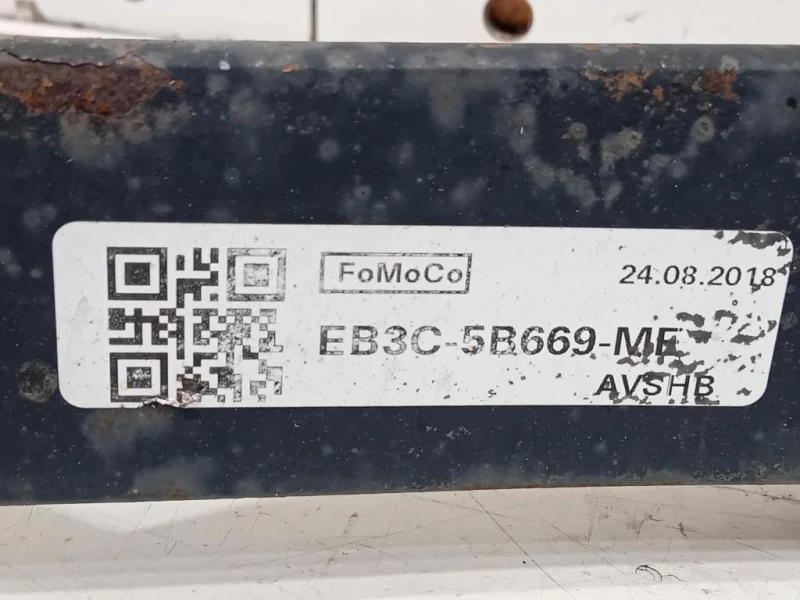 FoMoCo
24.08.2018
EB3C-5B669-MF
AVSHB